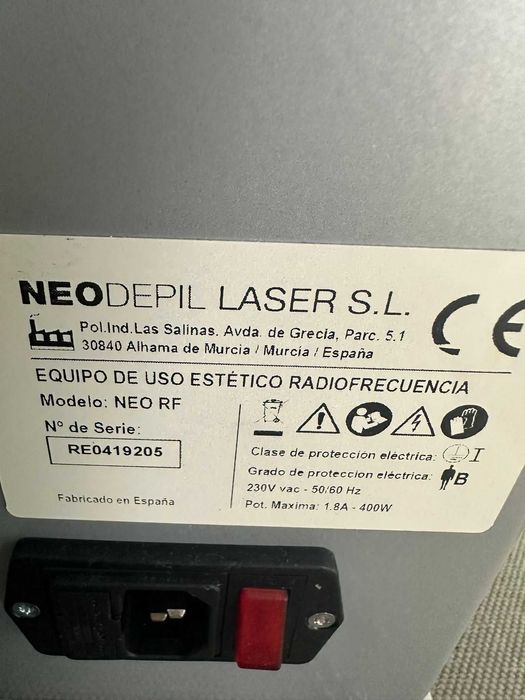 NEODEPIL LASER S.L.
Pol.Ind.Las Salinas. Avda. de Grecia, Parc. 5.1
30840 Alhama de Murcia / Murcia / España
CE
EQUIPO DE USO ESTÉTICO RADIOFRECUENCIA
Modelo: NEO RF
Nº de Serie:
RE0419205
Fabricado en España
Clase de protección eléctrica: I
Grado de proteccion eléctrica: B
230V vac - 50/60 Hz
Pot. Maxima: 1.8A - 400W